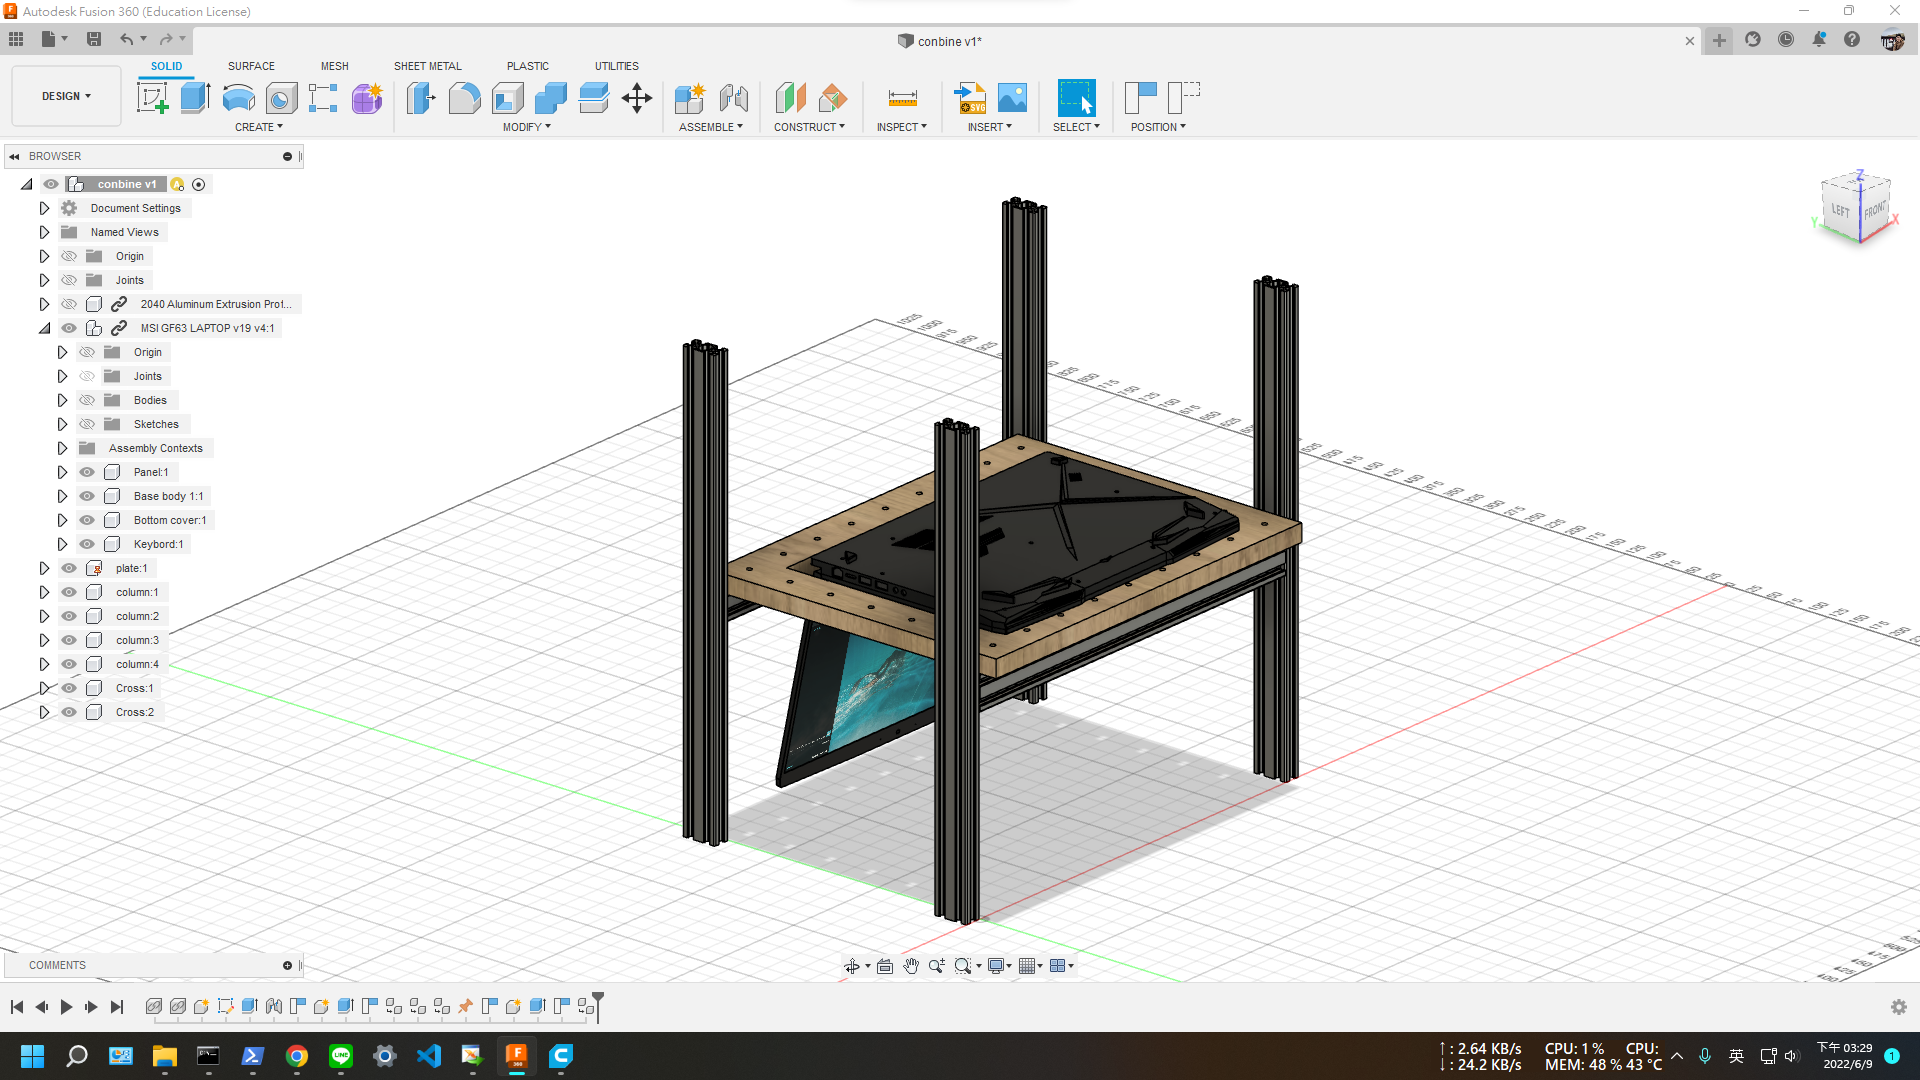 Autodesk Fusion 360 (Education License)
conbine v1*
DESIGN
SOLID
SURFACE
MESH
SHEET METAL
PLASTIC
UTILITIES
CREATE
MODIFY
ASSEMBLE
CONSTRUCT
INSPECT
INSERT
SELECT
POSITION
BROWSER
conbine v1
Document Settings
Named Views
Origin
Joints
2040 Aluminum Extrusion Prof...
MSI GF63 LAPTOP v19 v4:1
Origin
Joints
Bodies
Sketches
Assembly Contexts
Panel:1
Base body 1:1
Bottom cover:1
Keybord:1
plate:1
column:1
column:2
column:3
column:4
Cross:1
Cross:2
Z
LEFT
FRONT
Y
X
COMMENTS
↑ : 2.64 KB/s
↓ : 24.2 KB/s
CPU: 1 %
CPU:
MEM: 48 %
43 °C
英
下午 03:29
2022/6/9
1